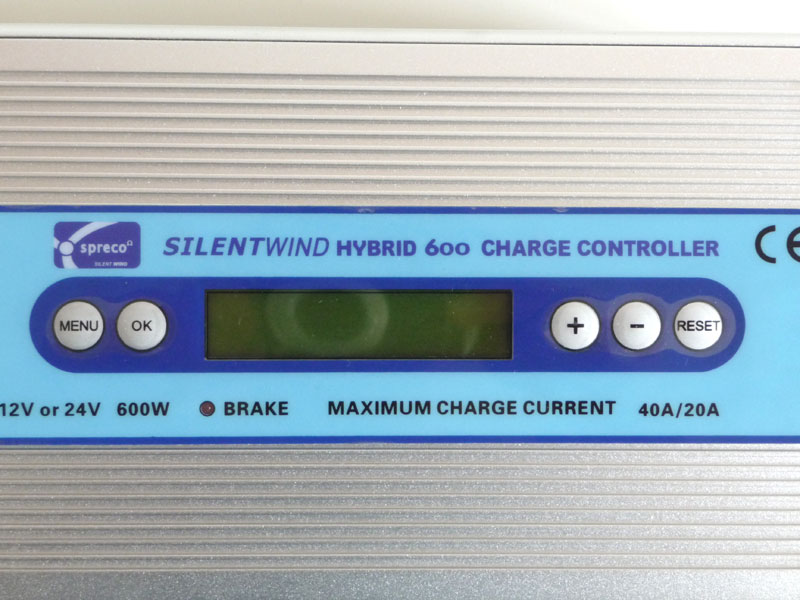 spreco
SILENT WIND
SILENTWIND HYBRID 600 CHARGE CONTROLLER
CE
MENU
OK
+
-
RESET
12V or 24V 600W
BRAKE
MAXIMUM CHARGE CURRENT 40A/20A